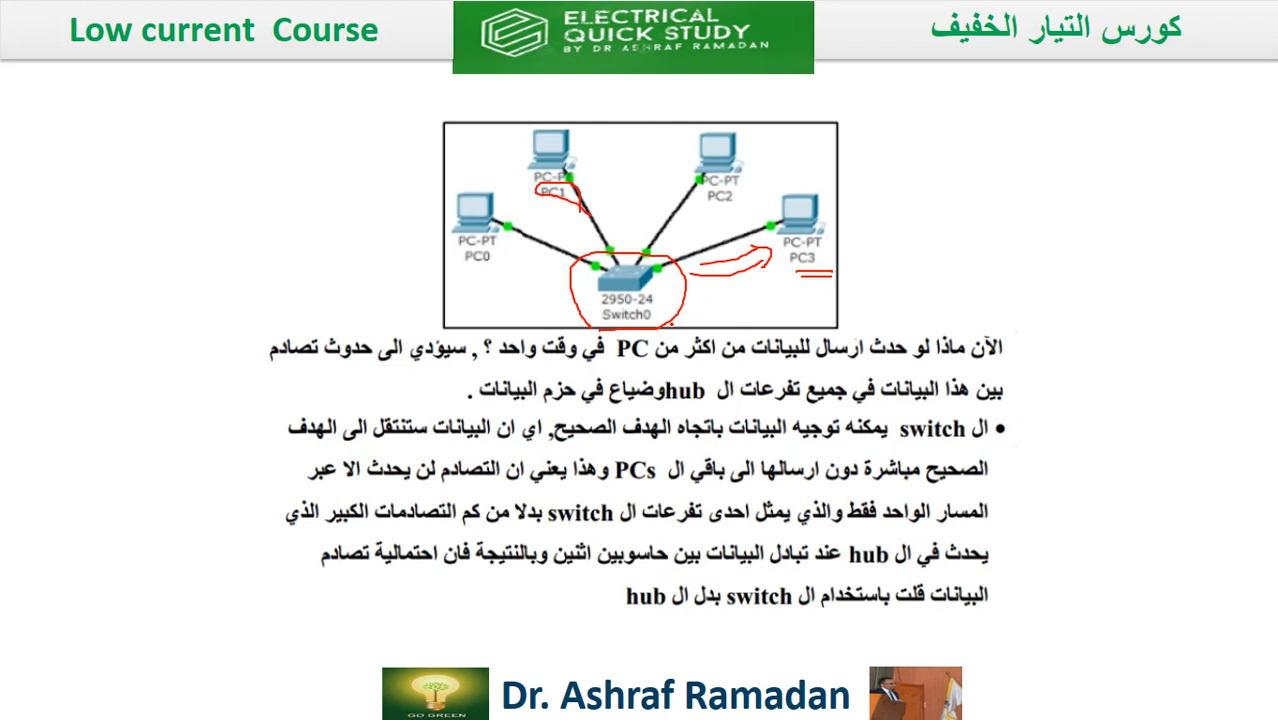 Low current Course
ELECTRICAL
QUICK STUDY
BY DR ASHRAF RAMADAN
كورس التيار الخفيف
PC-PT
PC0
PC-P
PC1
PC-PT
PC2
PC-PT
PC3
2950-24
Switch0
الآن ماذا لو حدث ارسال للبيانات من اكثر من PC في وقت واحد ؟ , سيؤدي الى حدوث تصادم
بين هذا البيانات في جميع تفرعات ال hub وضياع في حزم البيانات .
• ال switch يمكنه توجيه البيانات باتجاه الهدف الصحيح, اي ان البيانات ستنتقل الى الهدف
الصحيح مباشرة دون ارسالها الى باقي ال PCs وهذا يعني ان التصادم لن يحدث الا عبر
المسار الواحد فقط والذي يمثل احدى تفرعات ال switch بدلا من كم التصادمات الكبير الذي
يحدث في ال hub عند تبادل البيانات بين حاسوبين اثنين وبالنتيجة فان احتمالية تصادم
البيانات قلت باستخدام ال switch بدل ال hub
GO GREEN
Dr. Ashraf Ramadan